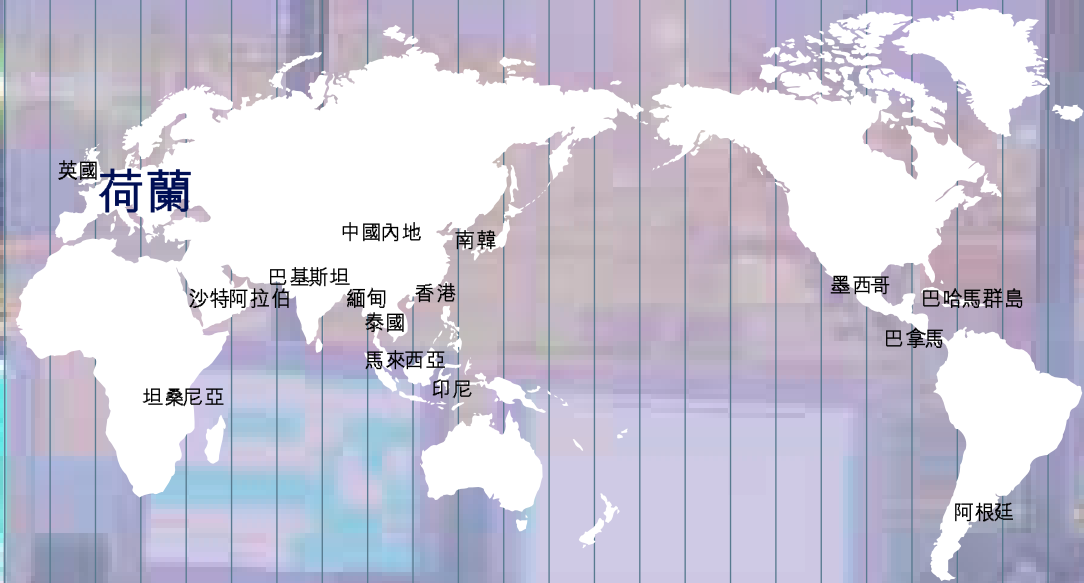 英國
荷蘭
中國內地
南韓
巴基斯坦
沙特阿拉伯
緬甸
香港
泰國
馬來西亞
印尼
坦桑尼亞
墨西哥
巴哈馬群島
巴拿馬
阿根廷